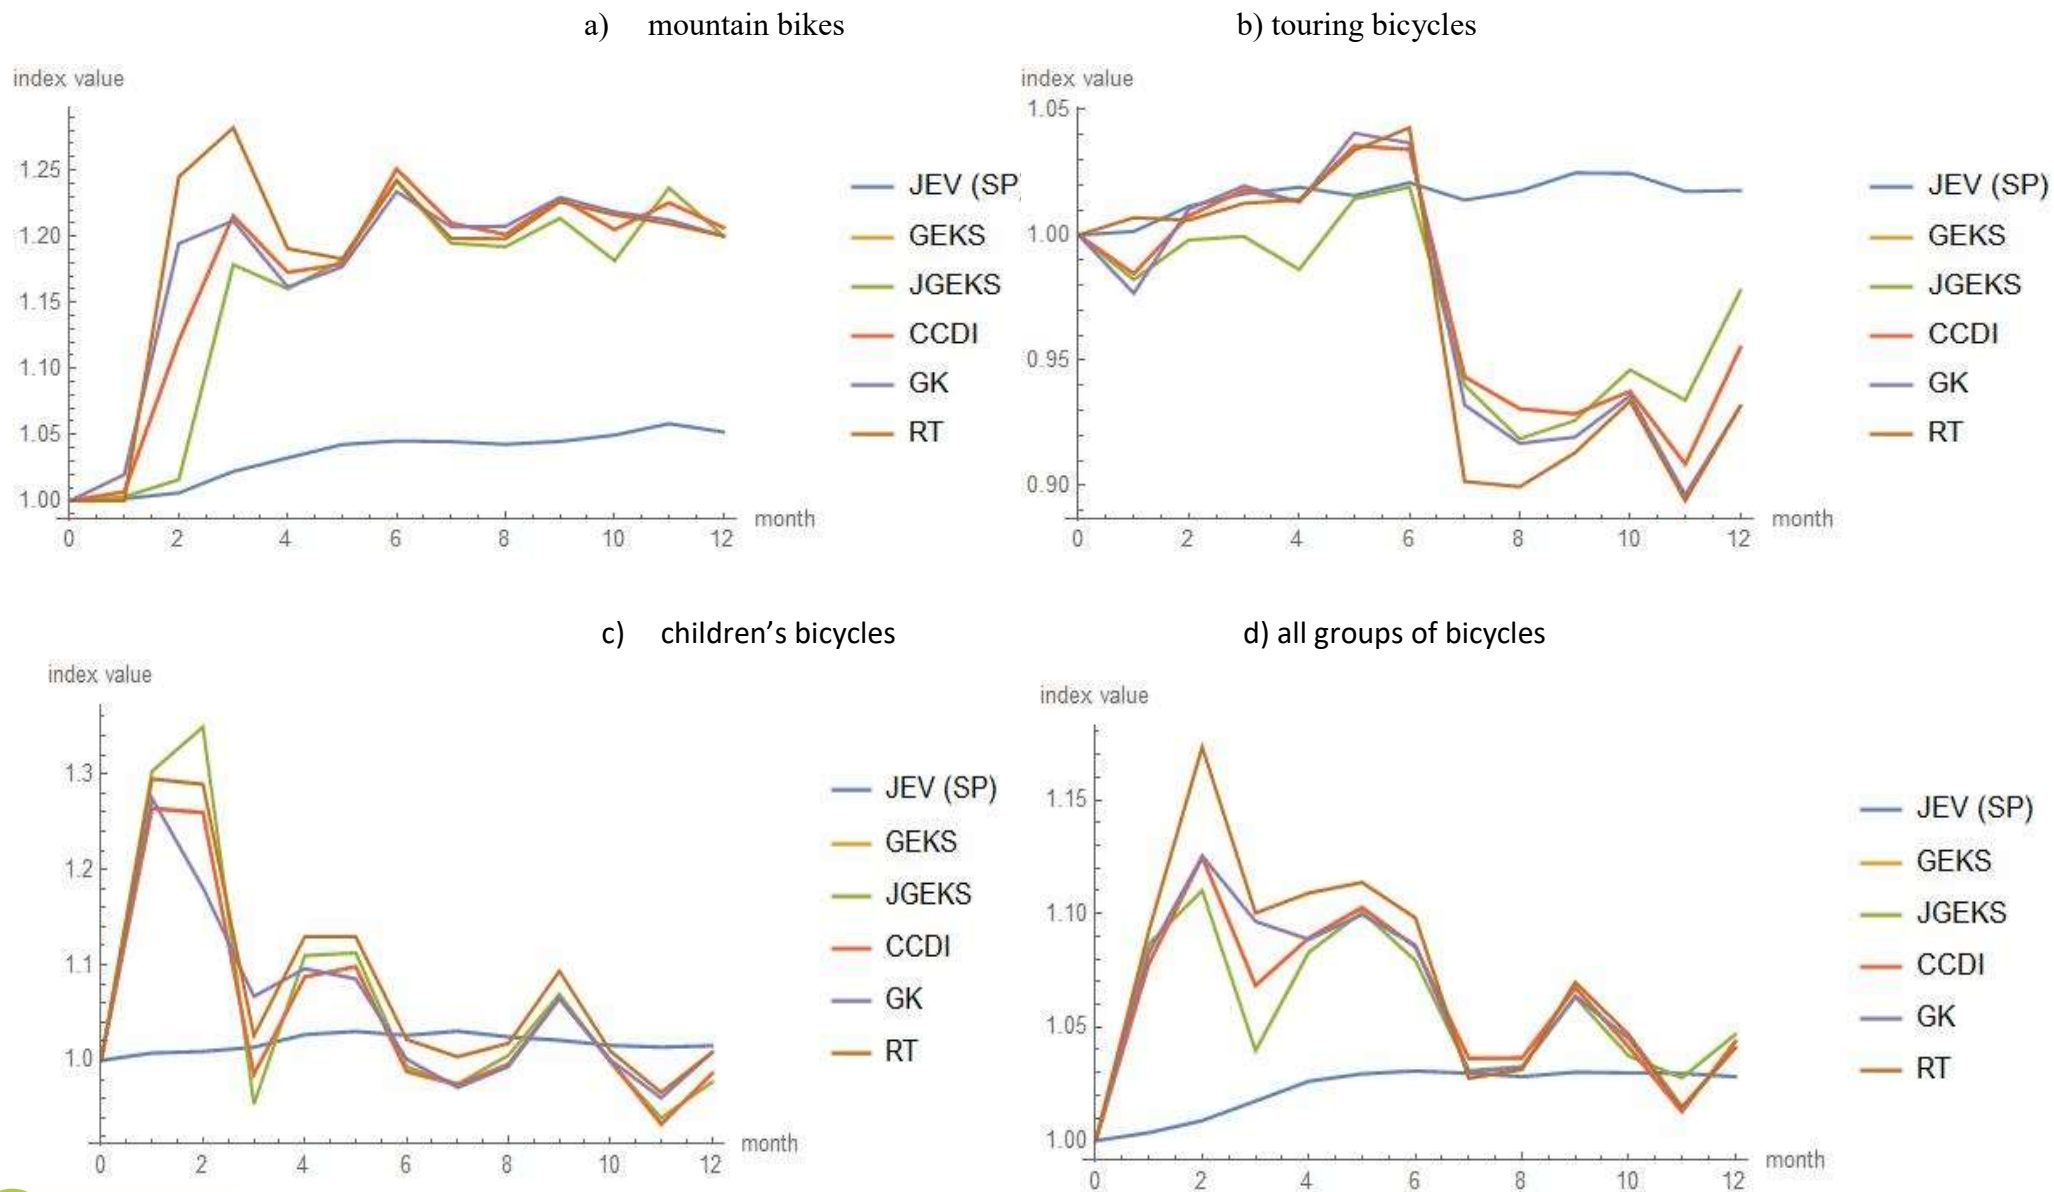 a) mountain bikes
b) touring bicycles
index value
1.25
1.20
1.15
1.10
1.05
1.00
0 2 4 6 8 10 12
month
JEV (SP)
GEKS
JGEKS
CCDI
GK
RT
index value
1.05
1.00
0.95
0.90
0 2 4 6 8 10 12
month
JEV (SP)
GEKS
JGEKS
CCDI
GK
RT
c) children’s bicycles
d) all groups of bicycles
index value
1.3
1.2
1.1
1.0
0 2 4 6 8 10 12
month
JEV (SP)
GEKS
JGEKS
CCDI
GK
RT
index value
1.15
1.10
1.05
1.00
0 2 4 6 8 10 12
month
JEV (SP)
GEKS
JGEKS
CCDI
GK
RT